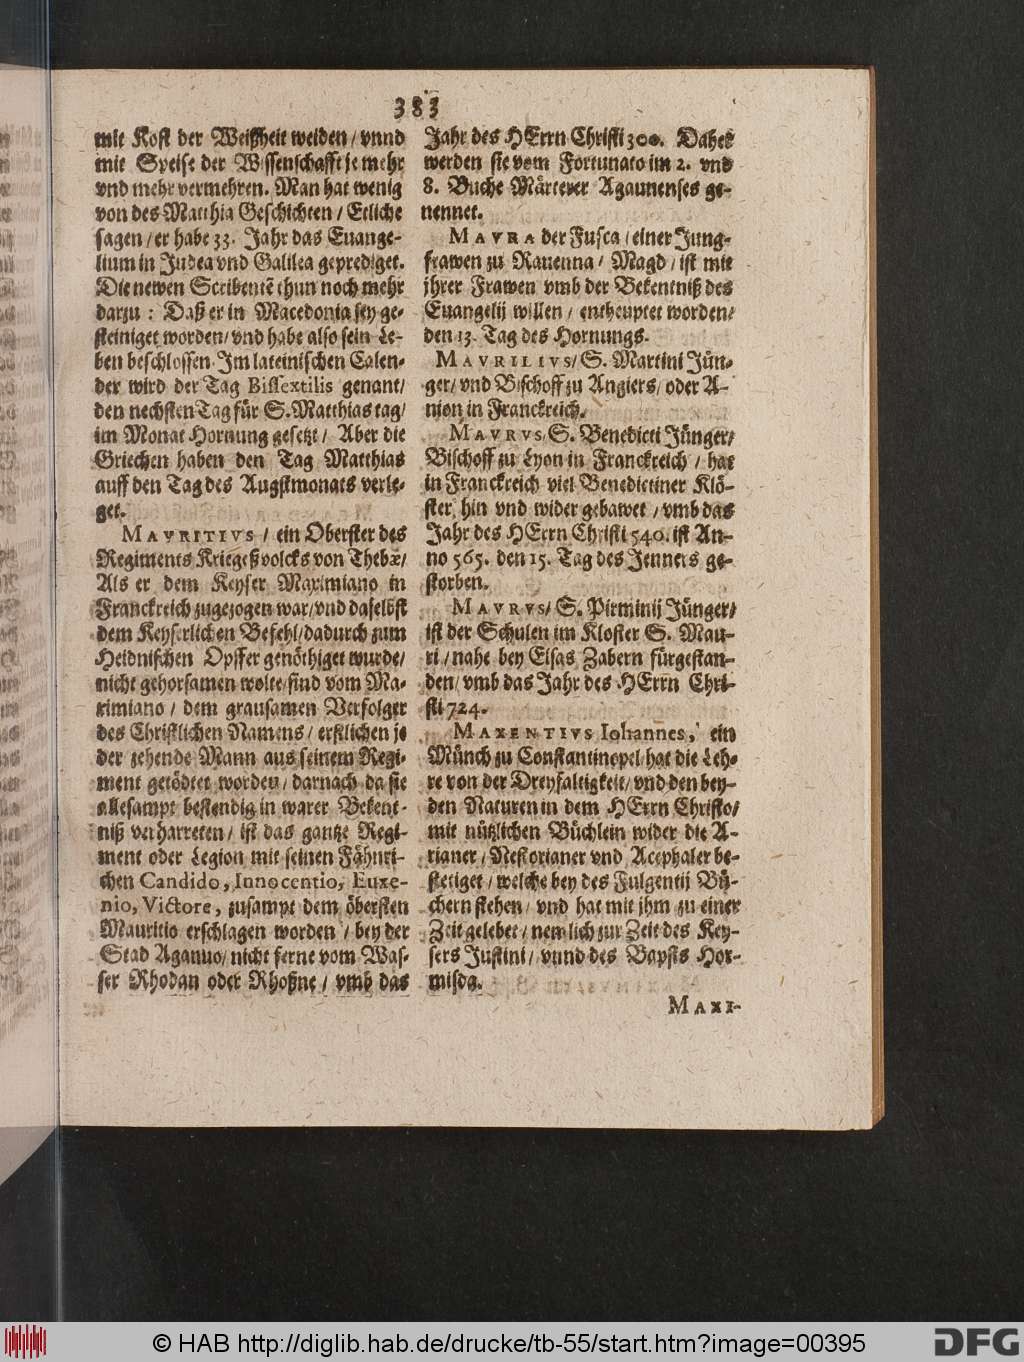 383
mit Kost der Weißheit weiden / vnnd
mit Speise der Wissenschafft je mehr
vnd mehr vermehren. Man hat wenig
von des Matthia Geschichten / Etliche
sagen / er habe 33. Jahr das Euange-
lium in Judea vnd Galilea geprediget.
Die newen Scribentē thun noch mehr
darzu : Daß er in Macedonia sey ge-
steiniget worden / vnd habe also sein Le-
ben beschlossen. Im lateinischen Calen-
der wird der Tag Bissextilis genant /
den nechsten Tag für S. Matthias tag /
im Monat Hornung gesetzt / Aber die
Griechen haben den Tag Matthias
auff den Tag des Augstmonats verle-
get.
MAVRITIVS / ein Oberster des
Regiments Kriegeßvolcks von Thebæ /
Als er dem Keyser Maximiano in
Franckreich zugezogen war / vnd daselbst
dem Keyserlichen Befehl / dadurch zum
Heidnischen Opffer genöthiget wurde /
nicht gehorsamen wolte / sind vom Ma-
ximiano / dem grausamen Verfolger
des Christlichen Namens / erstlichen je
der zehende Mann aus seinem Regi-
ment getödtet worden / darnach da sie
allesampt bestendig in warer Bekent-
niß verharreten / ist das gantze Regi-
ment oder Legion mit seinen Fähnri-
chen Candido, Innocentio, Euxe-
nio, Victore, zusampt dem öbersten
Mauritio erschlagen worden / bey der
Stad Aganuo / nicht ferne vom Was-
ser Rhodan oder Rhoßne / vmb das
Jahr des HErrn Christi 300. Daher
werden sie vom Fortunato im 2. vnd
8. Buche Märterer Agaunenses ge-
nennet.
MAVRA der Fusca / einer Jung-
frawen zu Rauenna / Magd / ist mit
jhrer Frawen vmb der Bekentniß des
Euangelij willen / entheuptet worden /
den 13. Tag des Hornungs.
MAVRILIVS / S. Martini Jün-
ger / vnd Bischoff zu Angiers / oder A-
nion in Franckreich.
MAVRVS / S. Benedicti Jünger /
Bischoff zu Lyon in Franckreich / hat
in Franckreich viel Benedictiner Klö-
ster hin vnd wider gebawet / vmb das
Jahr des HErrn Christi 540. ist An-
no 565. den 15. Tag des Jenners ge-
storben.
MAVRVS / S. Pirminij Jünger /
ist der Schulen im Kloster S. Mau-
ri / nahe bey Elsas Zabern fürgestan-
den / vmb das Jahr des HErrn Chri-
sti 724.
MAXENTIVS Iohannes, ein
Münch zu Constantinopel / hat die Leh-
re von der Dreyfaltigkeit / vnd den bey-
den Naturen in dem HErrn Christo /
mit nützlichen Büchlein wider die A-
rianer / Nestorianer vnd Acephaler be-
stetiget / welche bey des Fulgentij Bü-
chern stehen / vnd hat mit jhm zu einer
Zeit gelebet / nemlich zur Zeit des Key-
sers Justini / vnnd des Bapsts Hor-
misda.
MAXI-
© HAB http://diglib.hab.de/drucke/tb-55/start.htm?image=00395
DFG